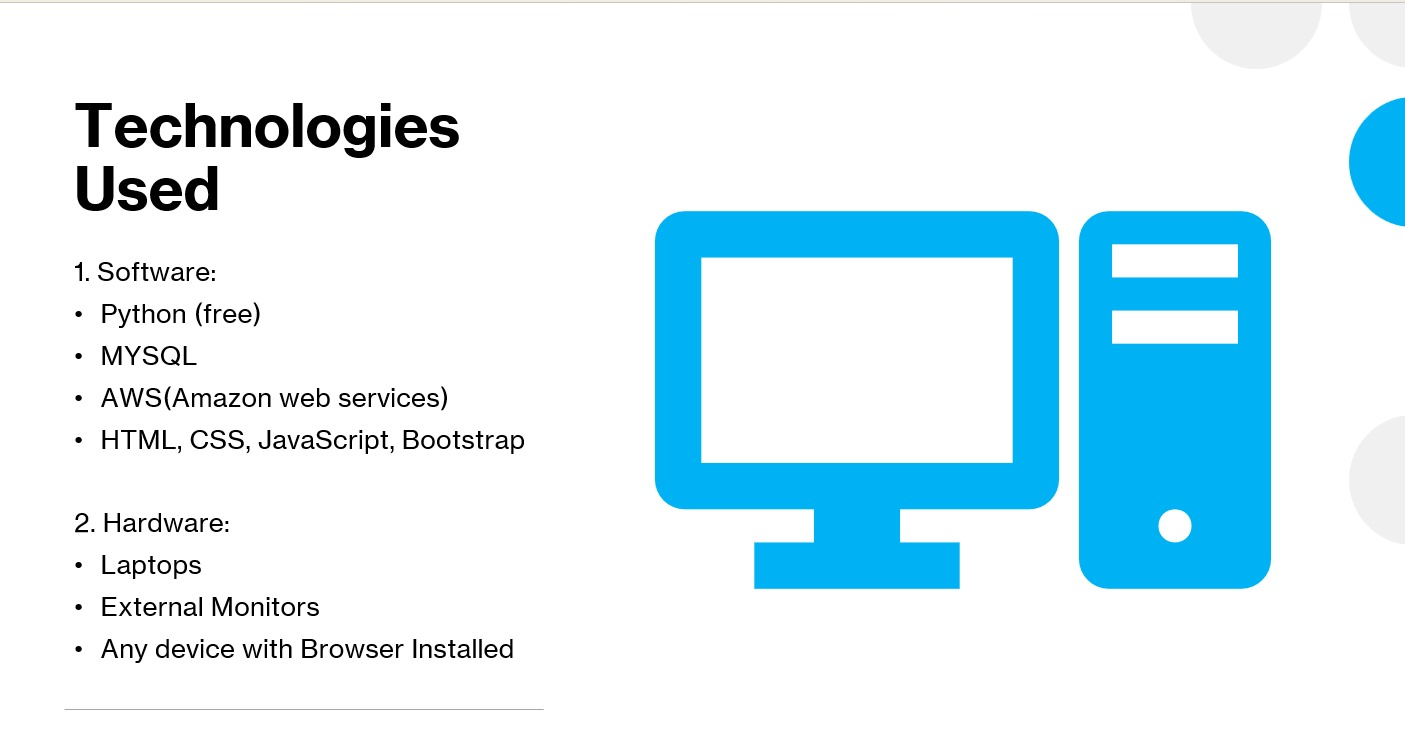 Technologies
Used
1. Software:
• Python (free)
• MYSQL
• AWS(Amazon web services)
• HTML, CSS, JavaScript, Bootstrap
2. Hardware:
• Laptops
• External Monitors
• Any device with Browser Installed